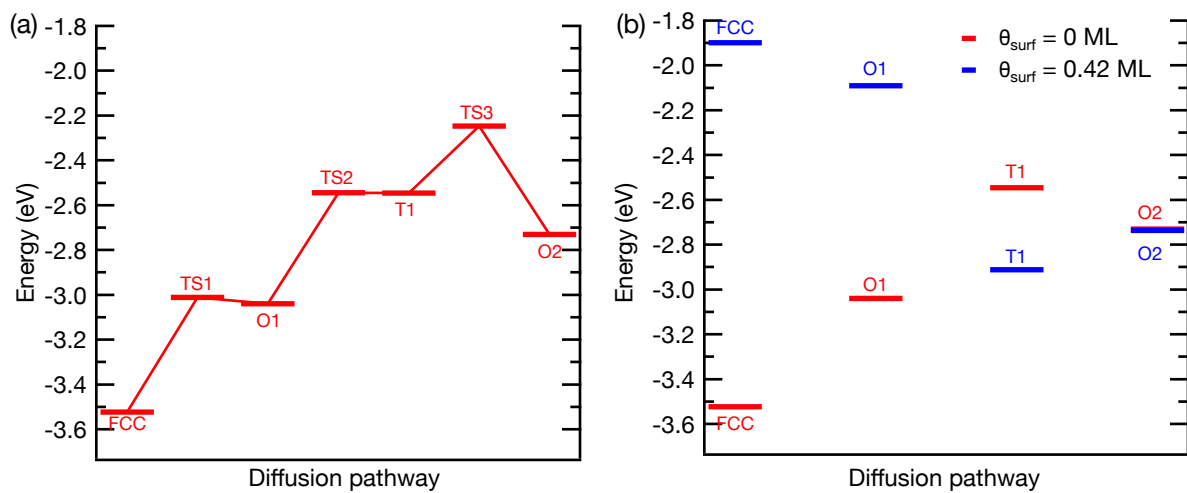 (a)
-1.8
-2.0
-2.2
-2.4
-2.6
-2.8
-3.0
-3.2
-3.4
-3.6
Energy (eV)
FCC
TS1
O1
TS2
T1
TS3
O2
Diffusion pathway
(b)
-1.8
-2.0
-2.2
-2.4
-2.6
-2.8
-3.0
-3.2
-3.4
-3.6
Energy (eV)
θsurf = 0 ML
θsurf = 0.42 ML
FCC
O1
T1
O2
T1
O2
O1
FCC
Diffusion pathway